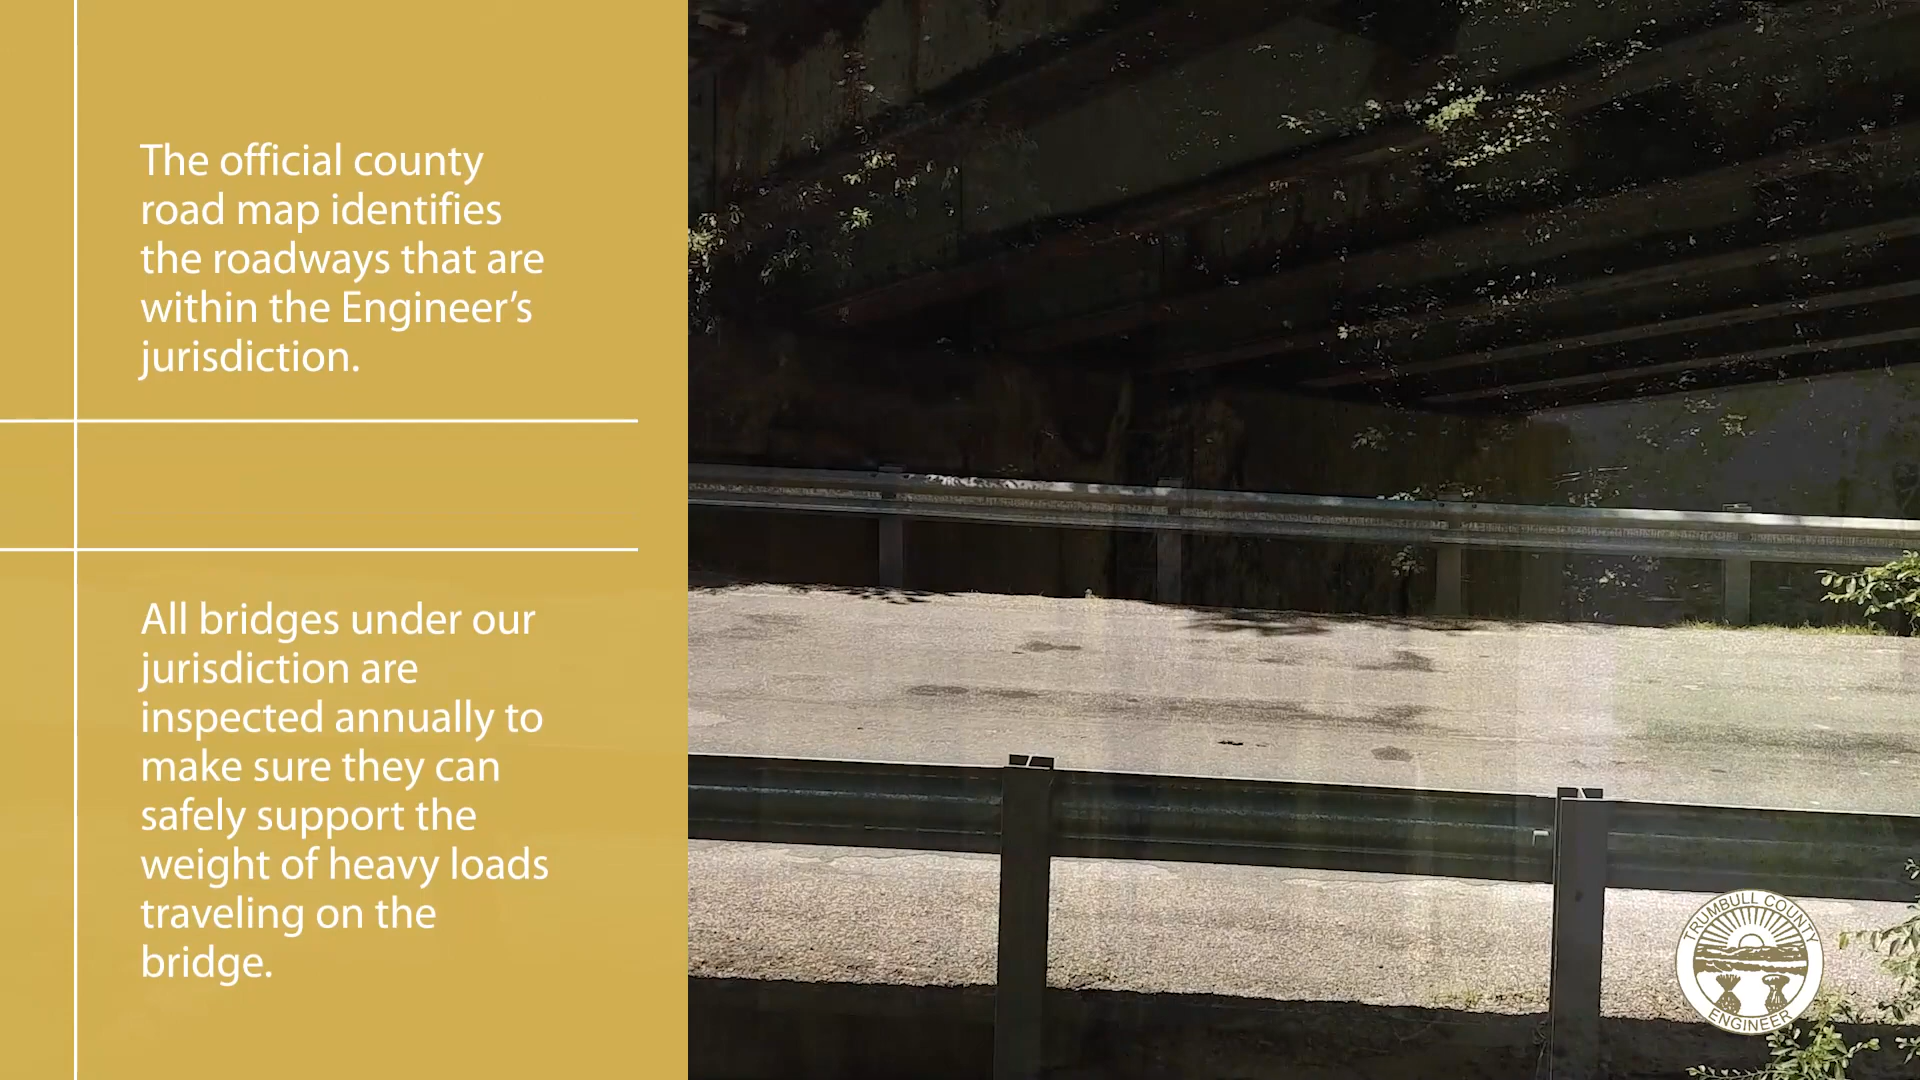 The official county
road map identifies
the roadways that are
within the Engineer’s
jurisdiction.
All bridges under our
jurisdiction are
inspected annually to
make sure they can
safely support the
weight of heavy loads
traveling on the
bridge.
TRUMBULL COUNTY
ENGINEER